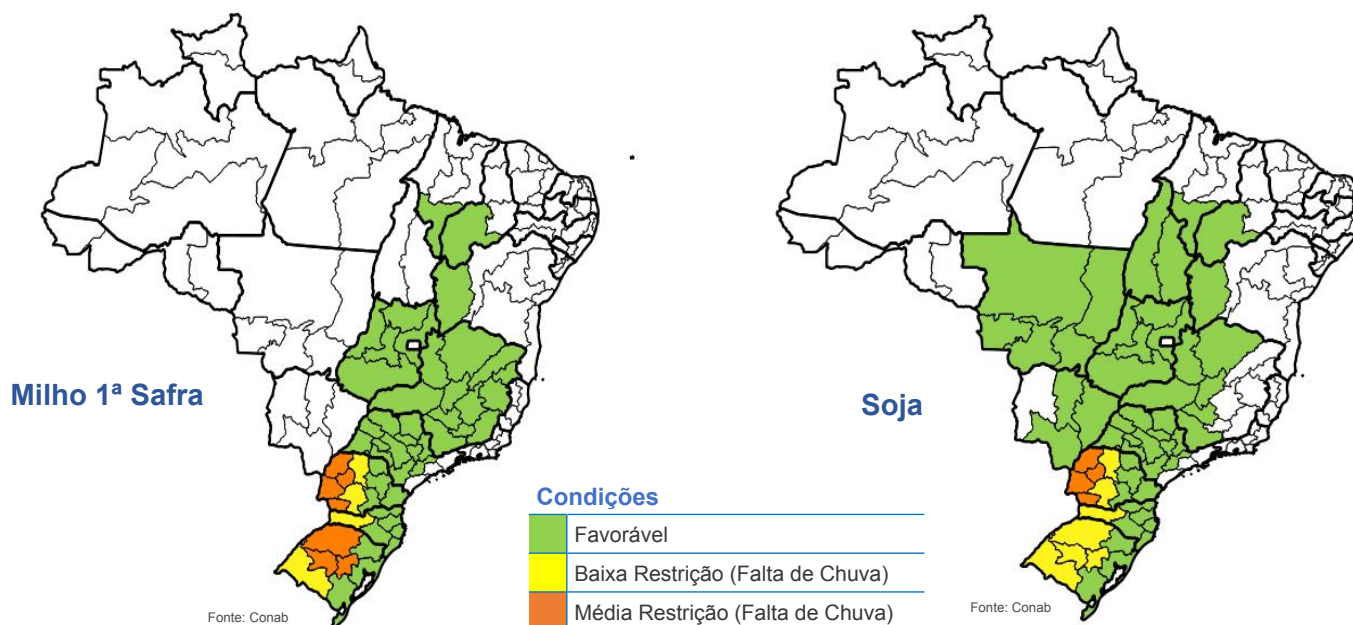 Milho 1ª Safra
Soja
Condições
Favorável
Baixa Restrição (Falta de Chuva)
Média Restrição (Falta de Chuva)
Fonte: Conab
Fonte: Conab